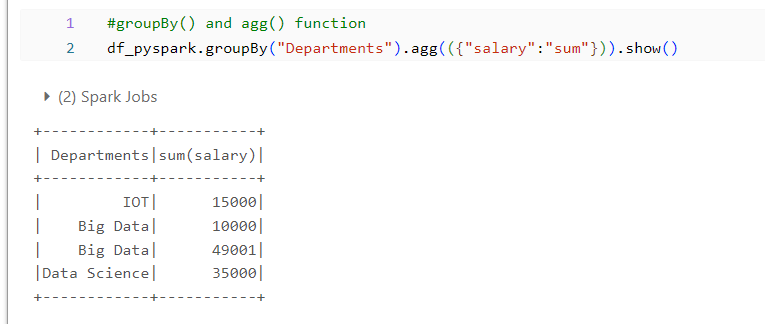 1 #groupBy() and agg() function
2 df_pyspark.groupBy("Departments").agg(({"salary":"sum"})).show()
(2) Spark Jobs
+------------+-----------+
| Departments|sum(salary)|
+------------+-----------+
|         IOT|      15000|
|    Big Data|      10000|
|    Big Data|      49001|
|Data Science|      35000|
+------------+-----------+